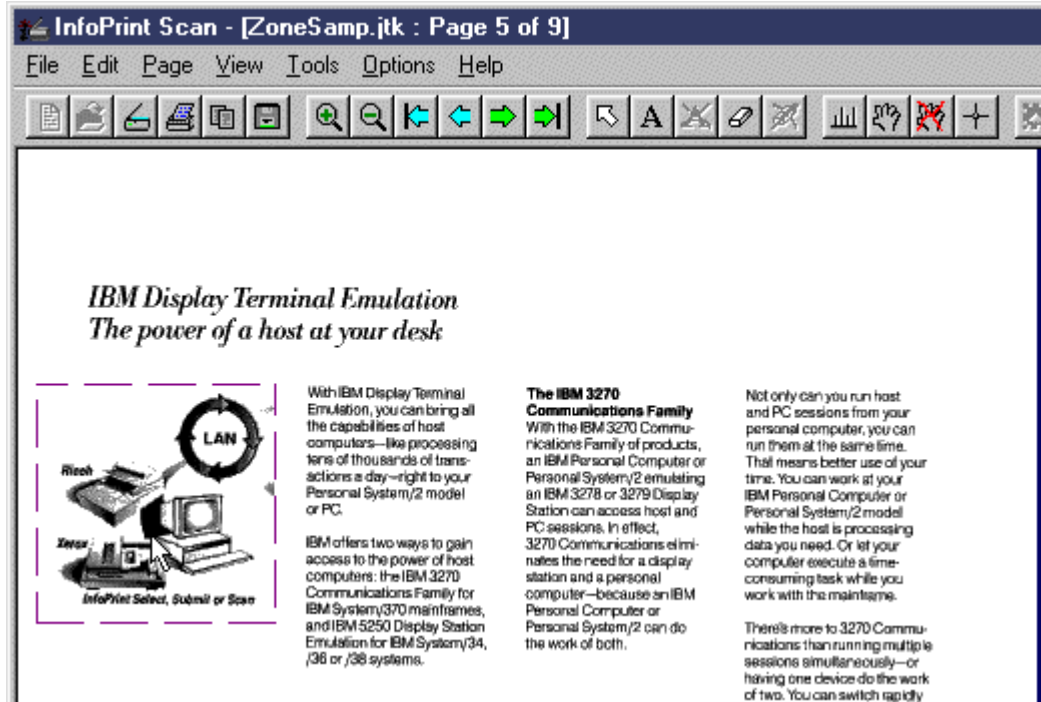 InfoPrint Scan - [ZoneSamp.jtk : Page 5 of 9]
File Edit Page View Tools Options Help
A
IBM Display Terminal Emulation
The power of a host at your desk
LAN
Ricoh
Xerox
InfoPrint Select, Submit or Scan
With IBM Display Terminal
Emulation, you can bring all
the capabilities of host
computers—like processing
tens of thousands of trans-
actions a day—right to your
Personal System/2 model
or PC.
IBM offers two ways to gain
access to the power of host
computers: the IBM 3270
Communications Family for
IBM System/370 mainframes,
and IBM 5250 Display Station
Emulation for IBM System/34,
/36 or /38 systems.
The IBM 3270
Communications Family
With the IBM 3270 Commu-
nications Family of products,
an IBM Personal Computer or
Personal System/2 emulating
an IBM 3278 or 3279 Display
Station can access host and
PC sessions. In effect,
3270 Communications elimi-
nates the need for a display
station and a personal
computer—because an IBM
Personal Computer or
Personal System/2 can do
the work of both.
Not only can you run host
and PC sessions from your
personal computer, you can
run them at the same time.
That means better use of your
time. You can work at your
IBM Personal Computer or
Personal System/2 model
while the host is processing
data you need. Or let your
computer execute a time-
consuming task while you
work with the mainframe.
There's more to 3270 Commu-
nications than running multiple
sessions simultaneously—or
having one device do the work
of two. You can switch rapidly